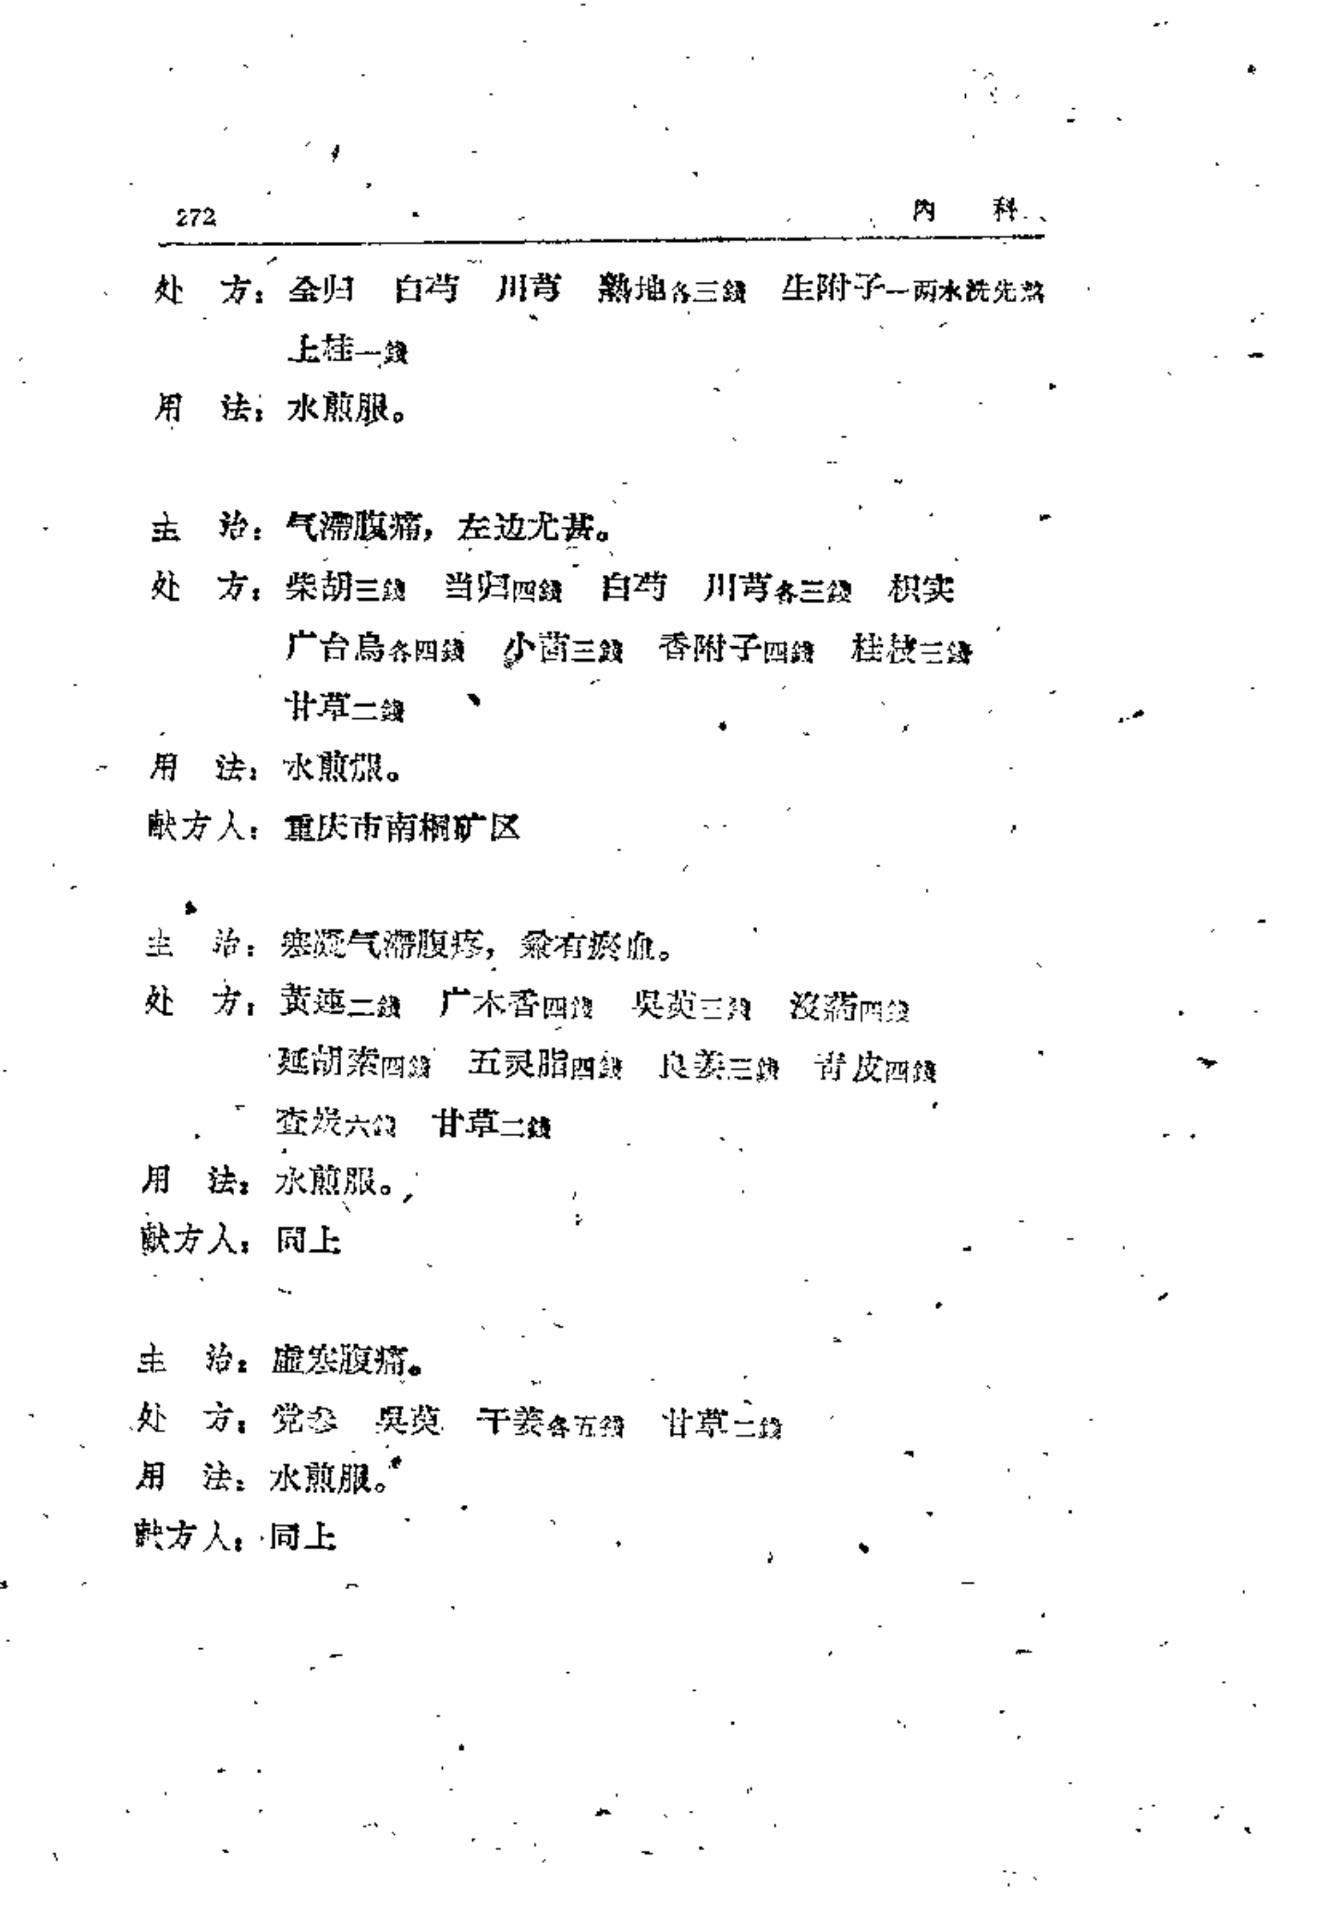 272 内 科
处 方：全归 白芍 川芎 熟地各三錢 生附子一两水洗先熬
上桂一錢
用 法：水煎服。
主 治：气滯腹痛，左边尤甚。
处 方：柴胡三錢 当归四錢 白芍 川芎各三錢 枳实
广台烏各四錢 小茴三錢 香附子四錢 桂枝三錢
甘草二錢
用 法：水煎服。
献方人：重庆市南桐矿区
主 治：寒凝气滯腹疼，兼有瘀血。
处 方：黃連二錢 广木香四錢 吳萸三錢 沒葯四錢
延胡索四錢 五灵脂四錢 良姜三錢 青皮四錢
查炭六錢 甘草二錢
用 法：水煎服。
献方人：同上
主 治：虛寒腹痛。
处 方：党参 吳萸 干姜各五錢 甘草二錢
用 法：水煎服。
献方人：同上